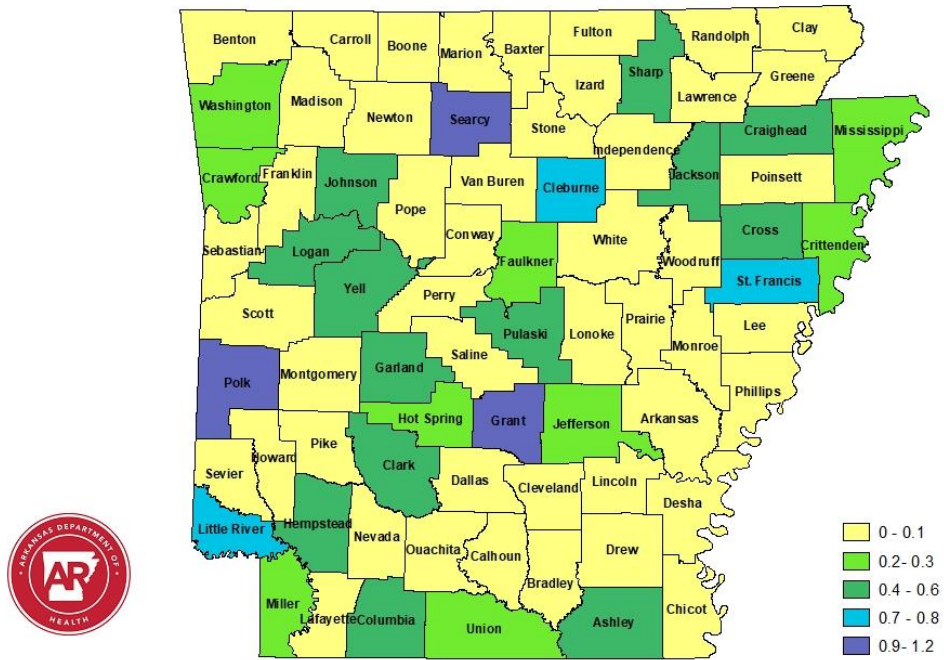 Benton
Carroll
Boone
Marion
Baxter
Fulton
Randolph
Clay
Sharp
Izard
Greene
Lawrence
Washington
Madison
Newton
Searcy
Stone
Independence
Craighead
Mississippi
Crawford
Franklin
Johnson
Pope
Van Buren
Cleburne
Jackson
Poinsett
Sebastian
Logan
Conway
Faulkner
White
Woodruff
Cross
Crittenden
St. Francis
Scott
Yell
Perry
Pulaski
Lonoke
Prairie
Monroe
Lee
Polk
Montgomery
Garland
Saline
Phillips
Hot Spring
Grant
Jefferson
Arkansas
Sevier
Howard
Pike
Clark
Dallas
Cleveland
Lincoln
Desha
Little River
Hempstead
Nevada
Ouachita
Calhoun
Bradley
Drew
Miller
Lafayette
Columbia
Union
Ashley
Chicot
ARKANSAS DEPARTMENT OF
AR
HEALTH
0 - 0.1
0.2 - 0.3
0.4 - 0.6
0.7 - 0.8
0.9- 1.2